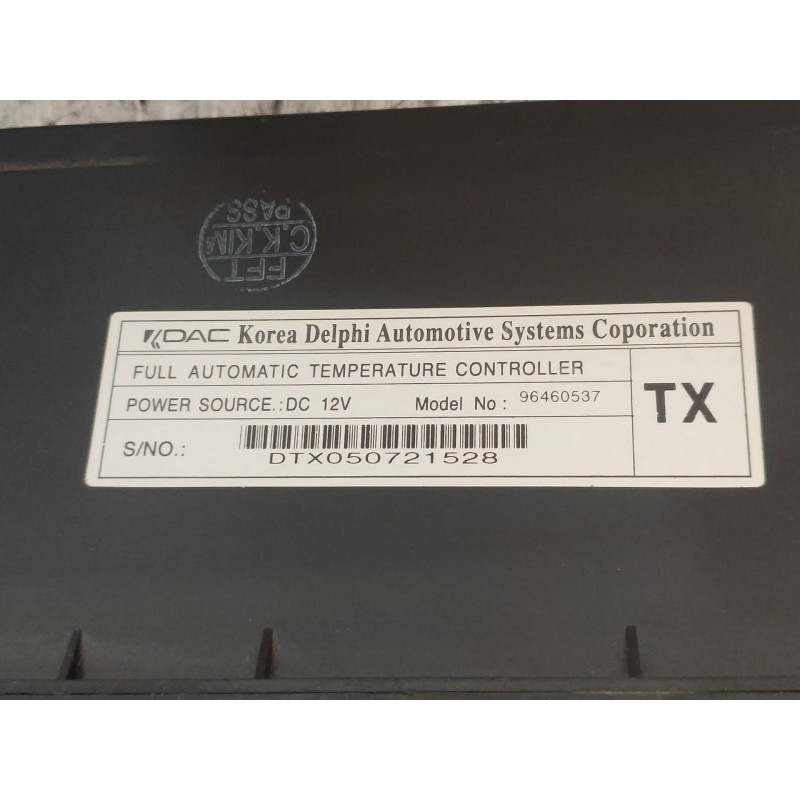 FFT
C.K.KIM
PASS
KDAC Korea Delphi Automotive Systems Coporation
FULL AUTOMATIC TEMPERATURE CONTROLLER
POWER SOURCE.:DC 12V Model No : 96460537
TX
S/NO.:
DTX050721528